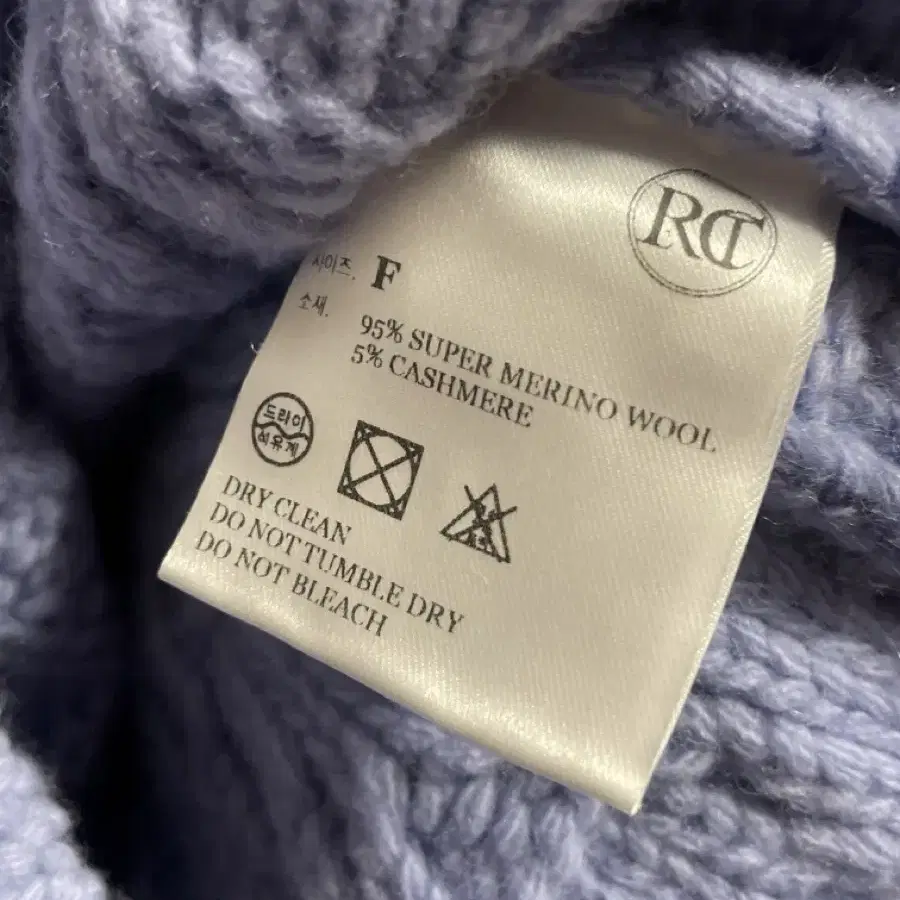 사이즈. F
소재.
95% SUPER MERINO WOOL
5% CASHMERE
드라이
석유계
DRY CLEAN
DO NOT TUMBLE DRY
DO NOT BLEACH